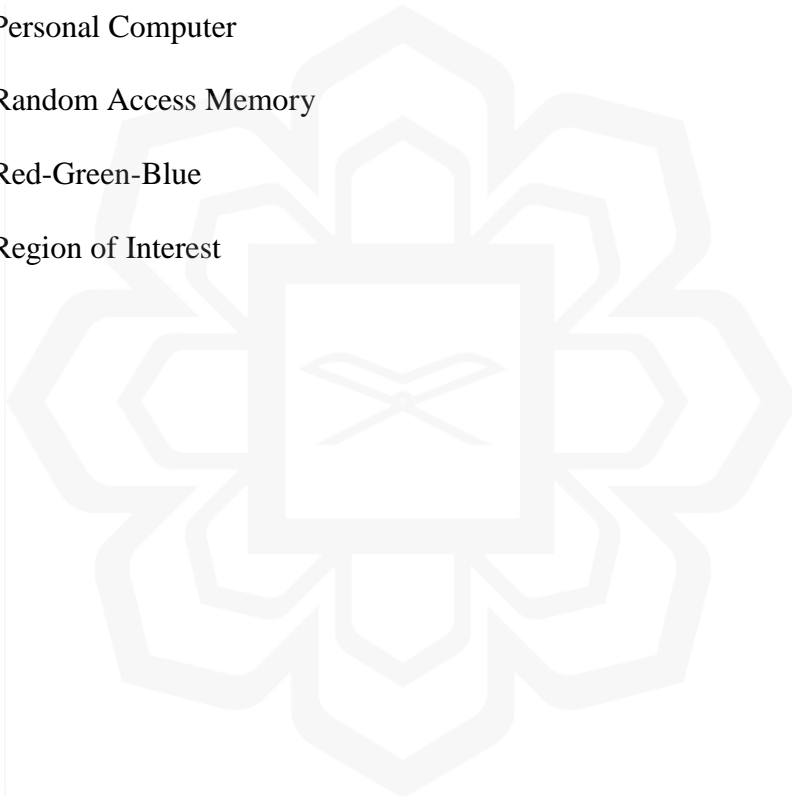 Personal Computer
Random Access Memory
Red-Green-Blue
Region of Interest